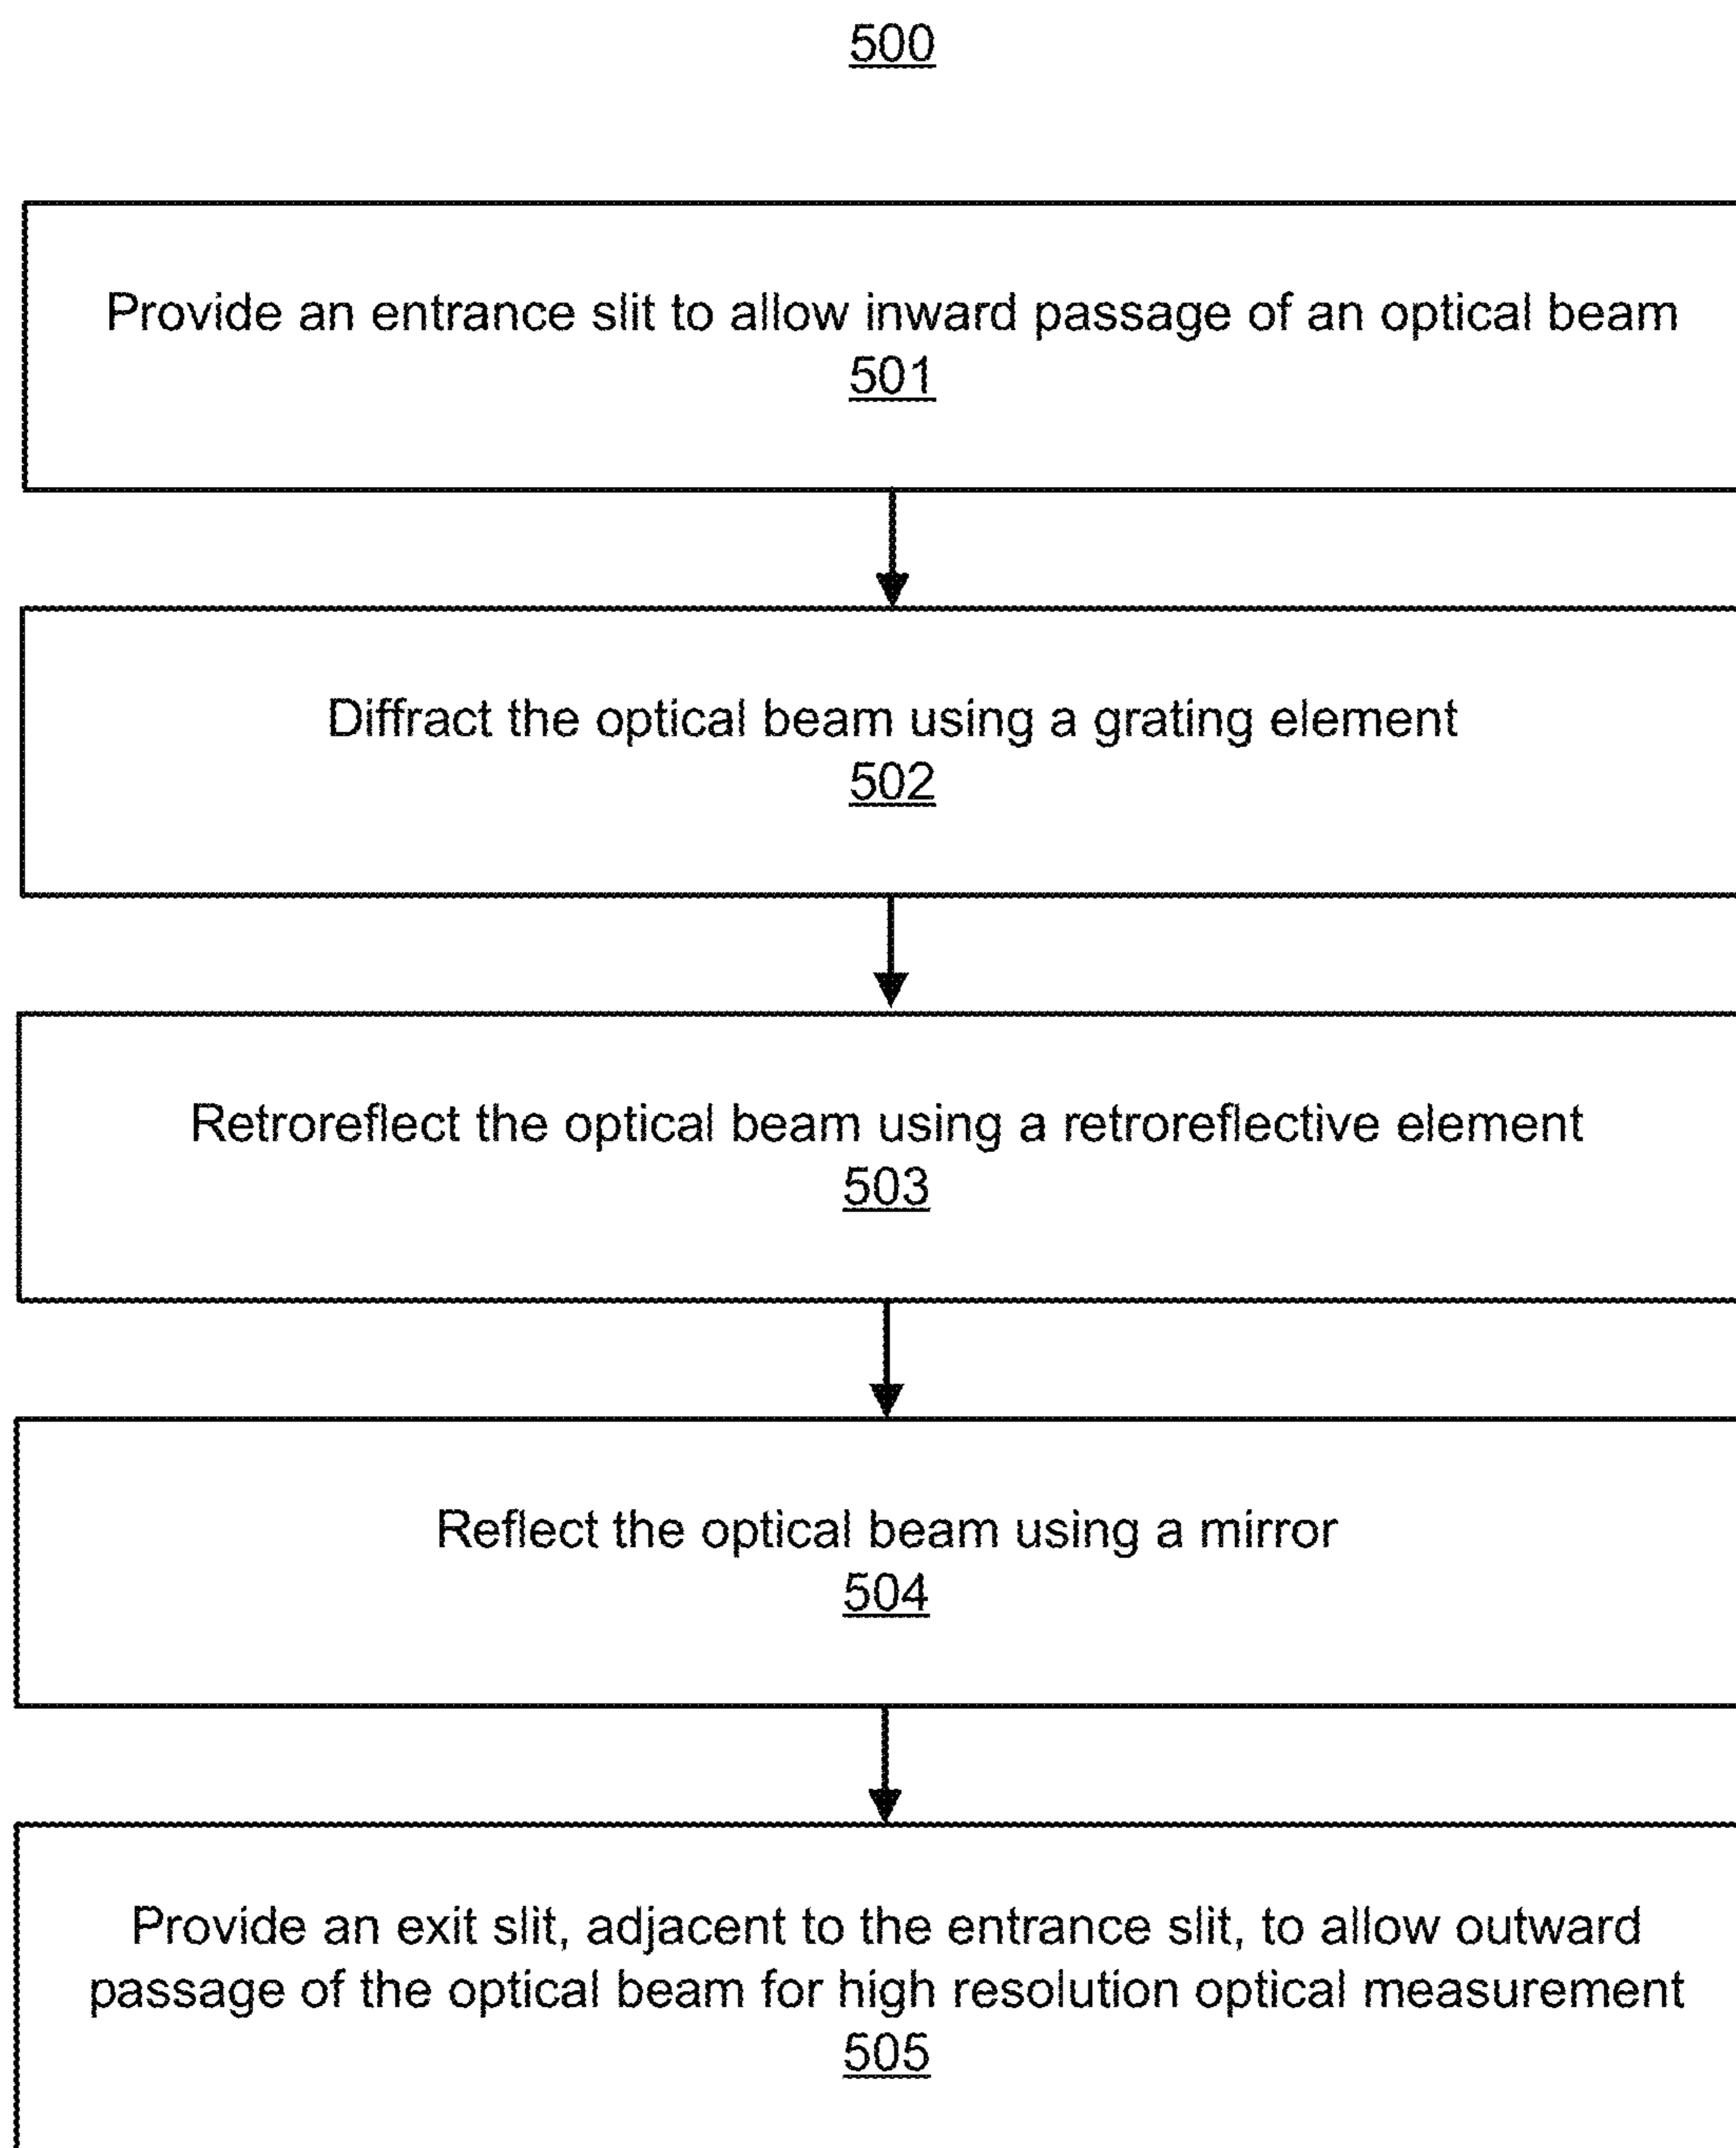 500
Provide an entrance slit to allow inward passage of an optical beam
501
Diffract the optical beam using a grating element
502
Retroreflect the optical beam using a retroreflective element
503
Reflect the optical beam using a mirror
504
Provide an exit slit, adjacent to the entrance slit, to allow outward
passage of the optical beam for high resolution optical measurement
505